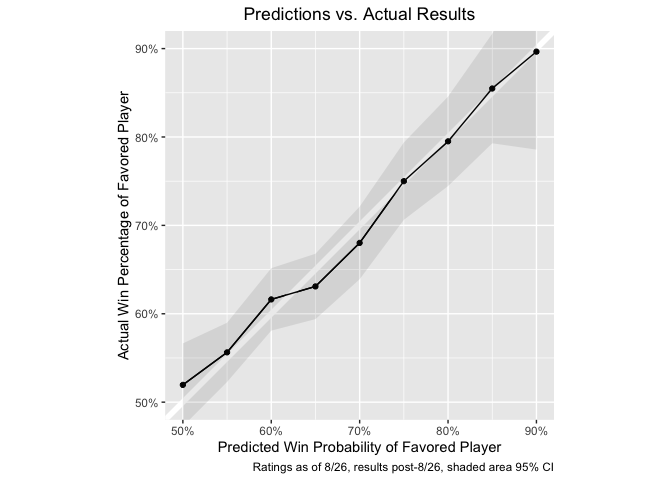 Predictions vs. Actual Results
Actual Win Percentage of Favored Player
90%
80%
70%
60%
50%
50%
60%
70%
80%
90%
Predicted Win Probability of Favored Player
Ratings as of 8/26, results post-8/26, shaded area 95% CI